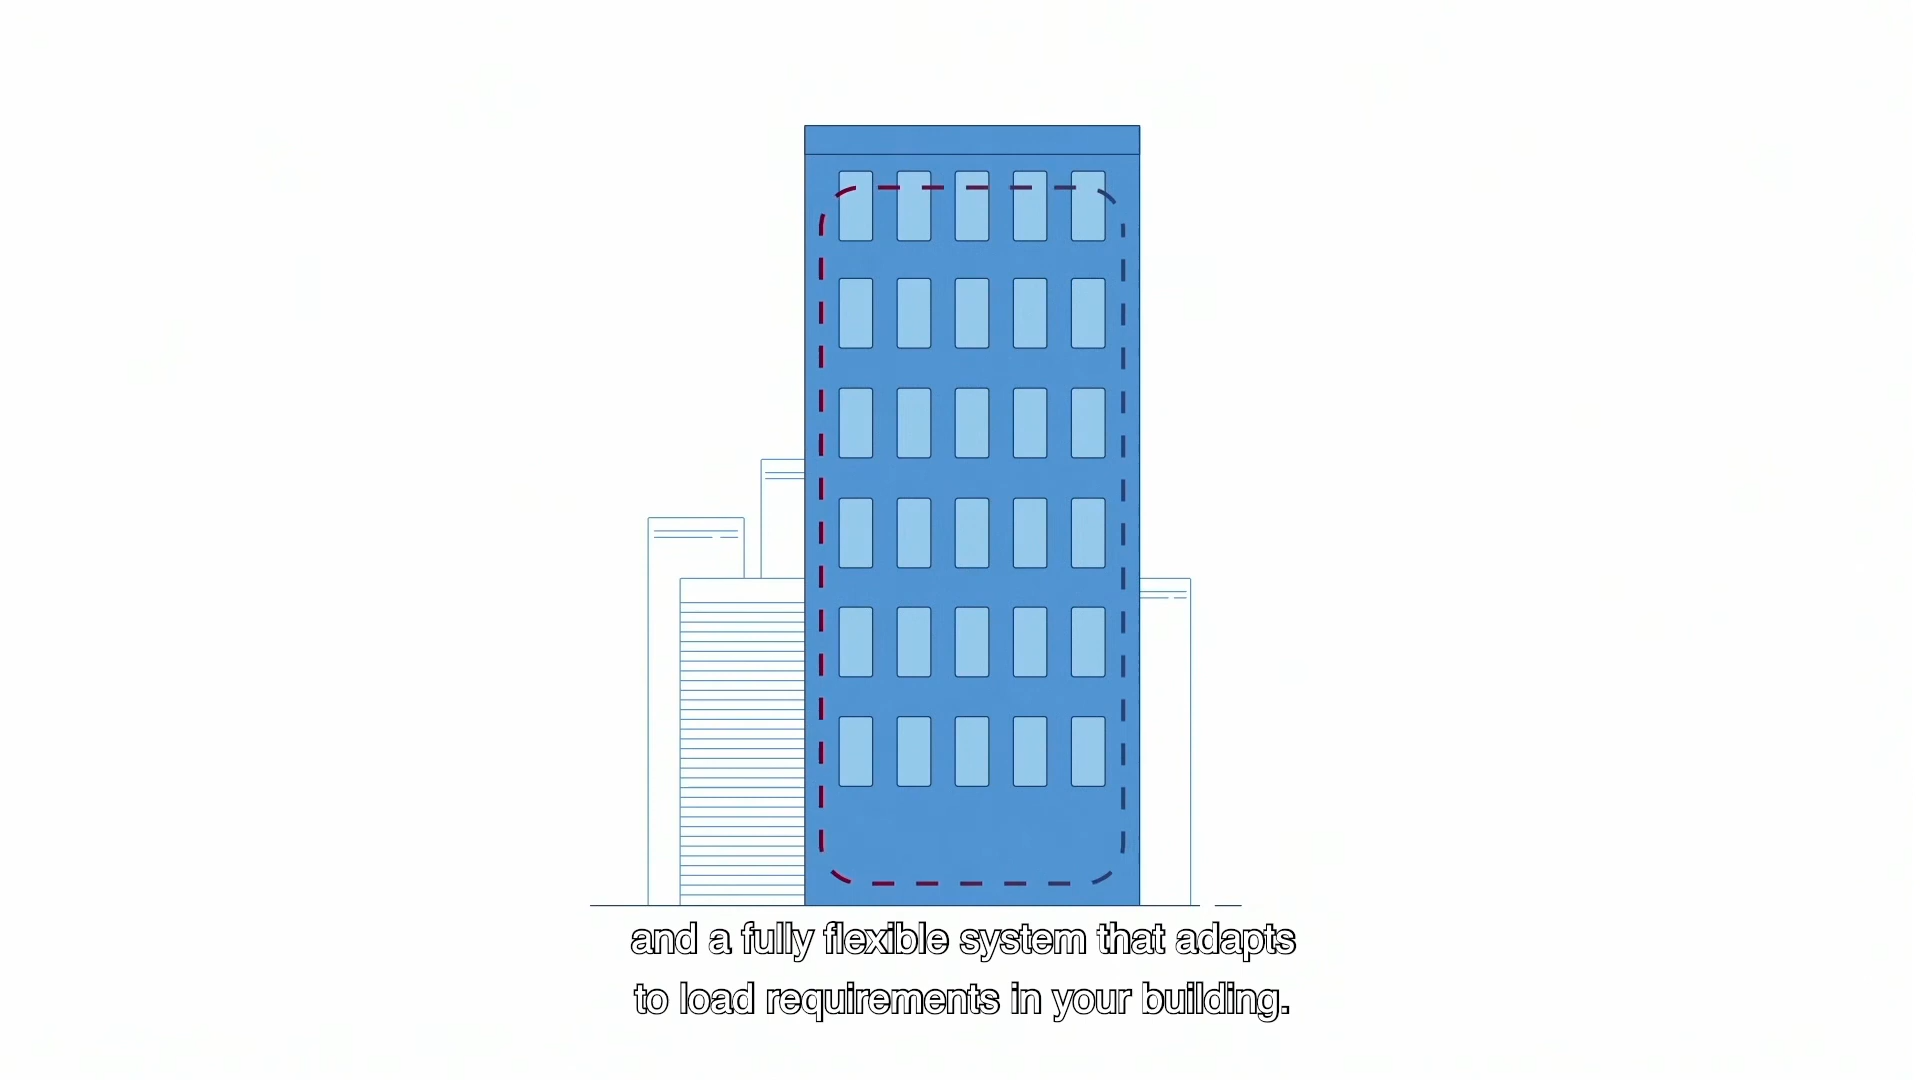 and a fully flexible system that adapts
to load requirements in your building.